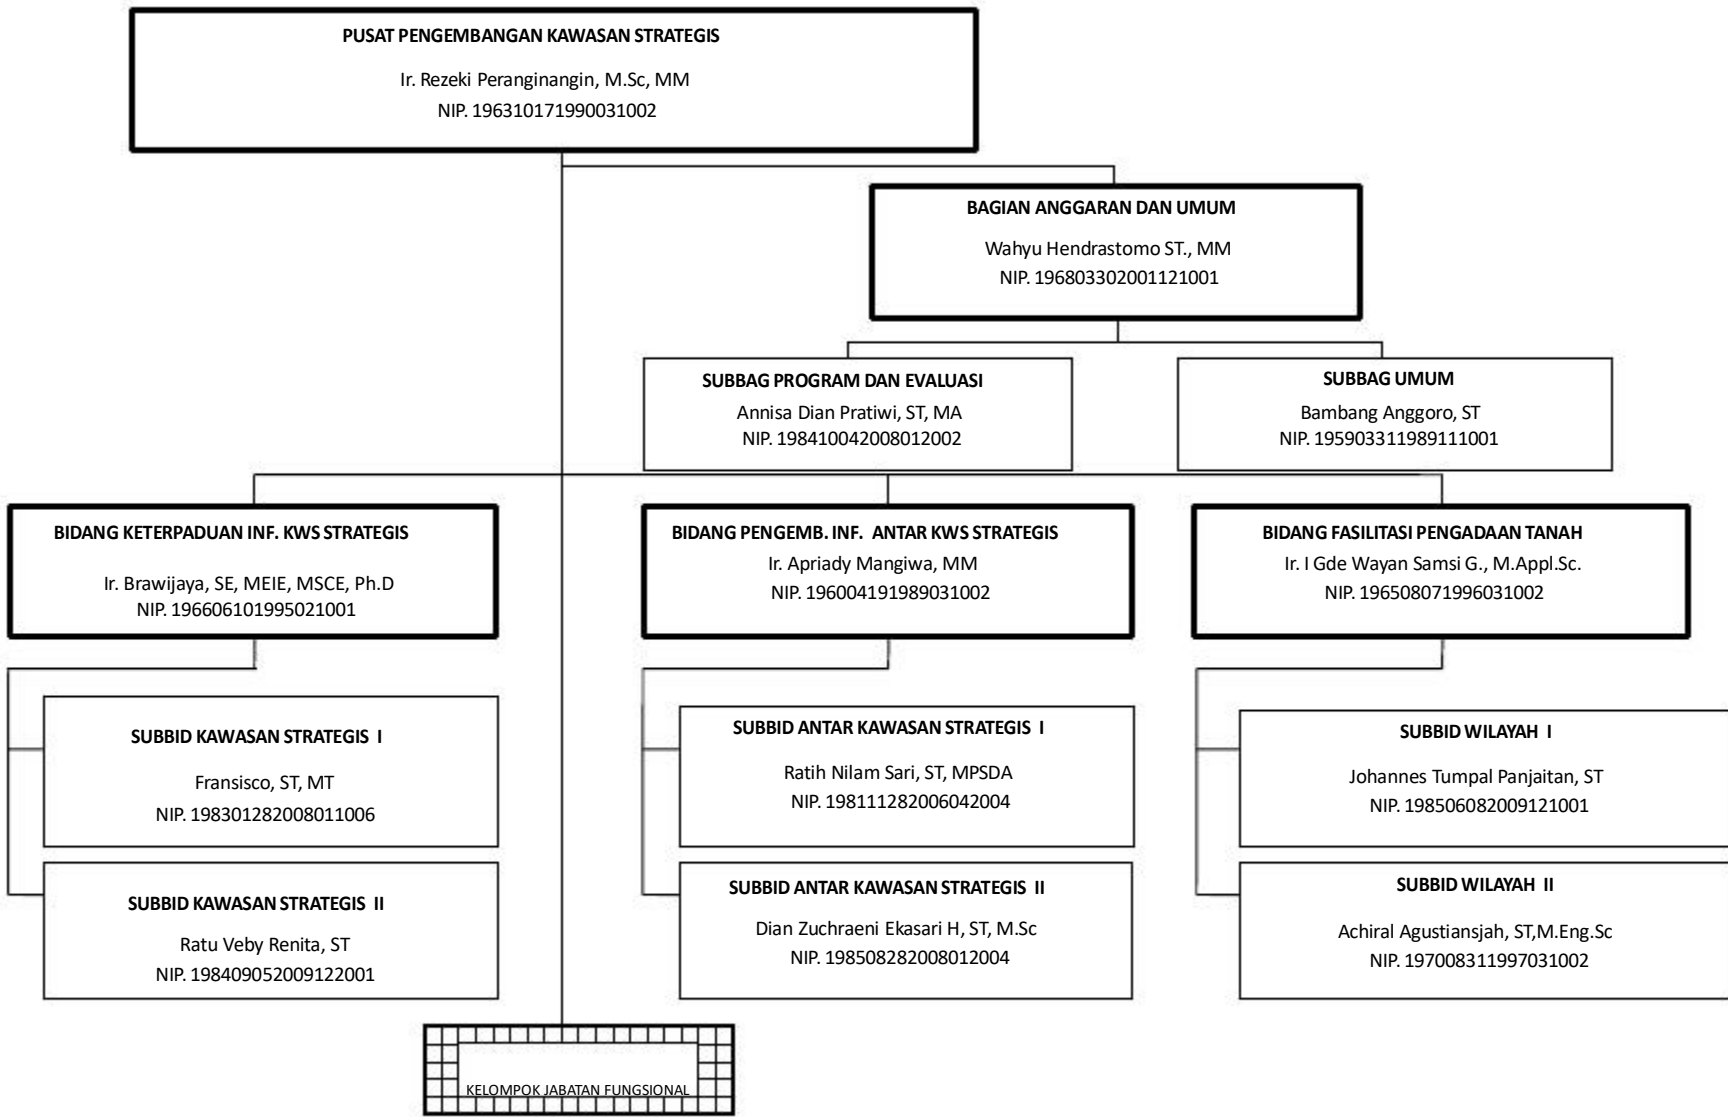 PUSAT PENGEMBANGAN KAWASAN STRATEGIS
Ir. Rezeki Peranginangin, M.Sc, MM
NIP. 196310171990031002
BAGIAN ANGGARAN DAN UMUM
Wahyu Hendrastomo ST., MM
NIP. 196803302001121001
SUBBAG PROGRAM DAN EVALUASI
Annisa Dian Pratiwi, ST, MA
NIP. 198410042008012002
SUBBAG UMUM
Bambang Anggoro, ST
NIP. 195903311989111001
BIDANG KETERPADUAN INF. KWS STRATEGIS
Ir. Brawijaya, SE, MEIE, MSCE, Ph.D
NIP. 196606101995021001
BIDANG PENGEMB. INF. ANTAR KWS STRATEGIS
Ir. Apriady Mangiwa, MM
NIP. 196004191989031002
BIDANG FASILITASI PENGADAAN TANAH
Ir. I Gde Wayan Samsi G., M.Appl.Sc.
NIP. 196508071996031002
SUBBID KAWASAN STRATEGIS I
Fransisco, ST, MT
NIP. 198301282008011006
SUBBID ANTAR KAWASAN STRATEGIS I
Ratih Nilam Sari, ST, MPSDA
NIP. 198111282006042004
SUBBID WILAYAH I
Johannes Tumpal Panjaitan, ST
NIP. 198506082009121001
SUBBID KAWASAN STRATEGIS II
Ratu Veby Renita, ST
NIP. 198409052009122001
SUBBID ANTAR KAWASAN STRATEGIS II
Dian Zuchraeni Ekasari H, ST, M.Sc
NIP. 198508282008012004
SUBBID WILAYAH II
Achiral Agustiansjah, ST,M.Eng.Sc
NIP. 197008311997031002
KELOMPOK JABATAN FUNGSIONAL